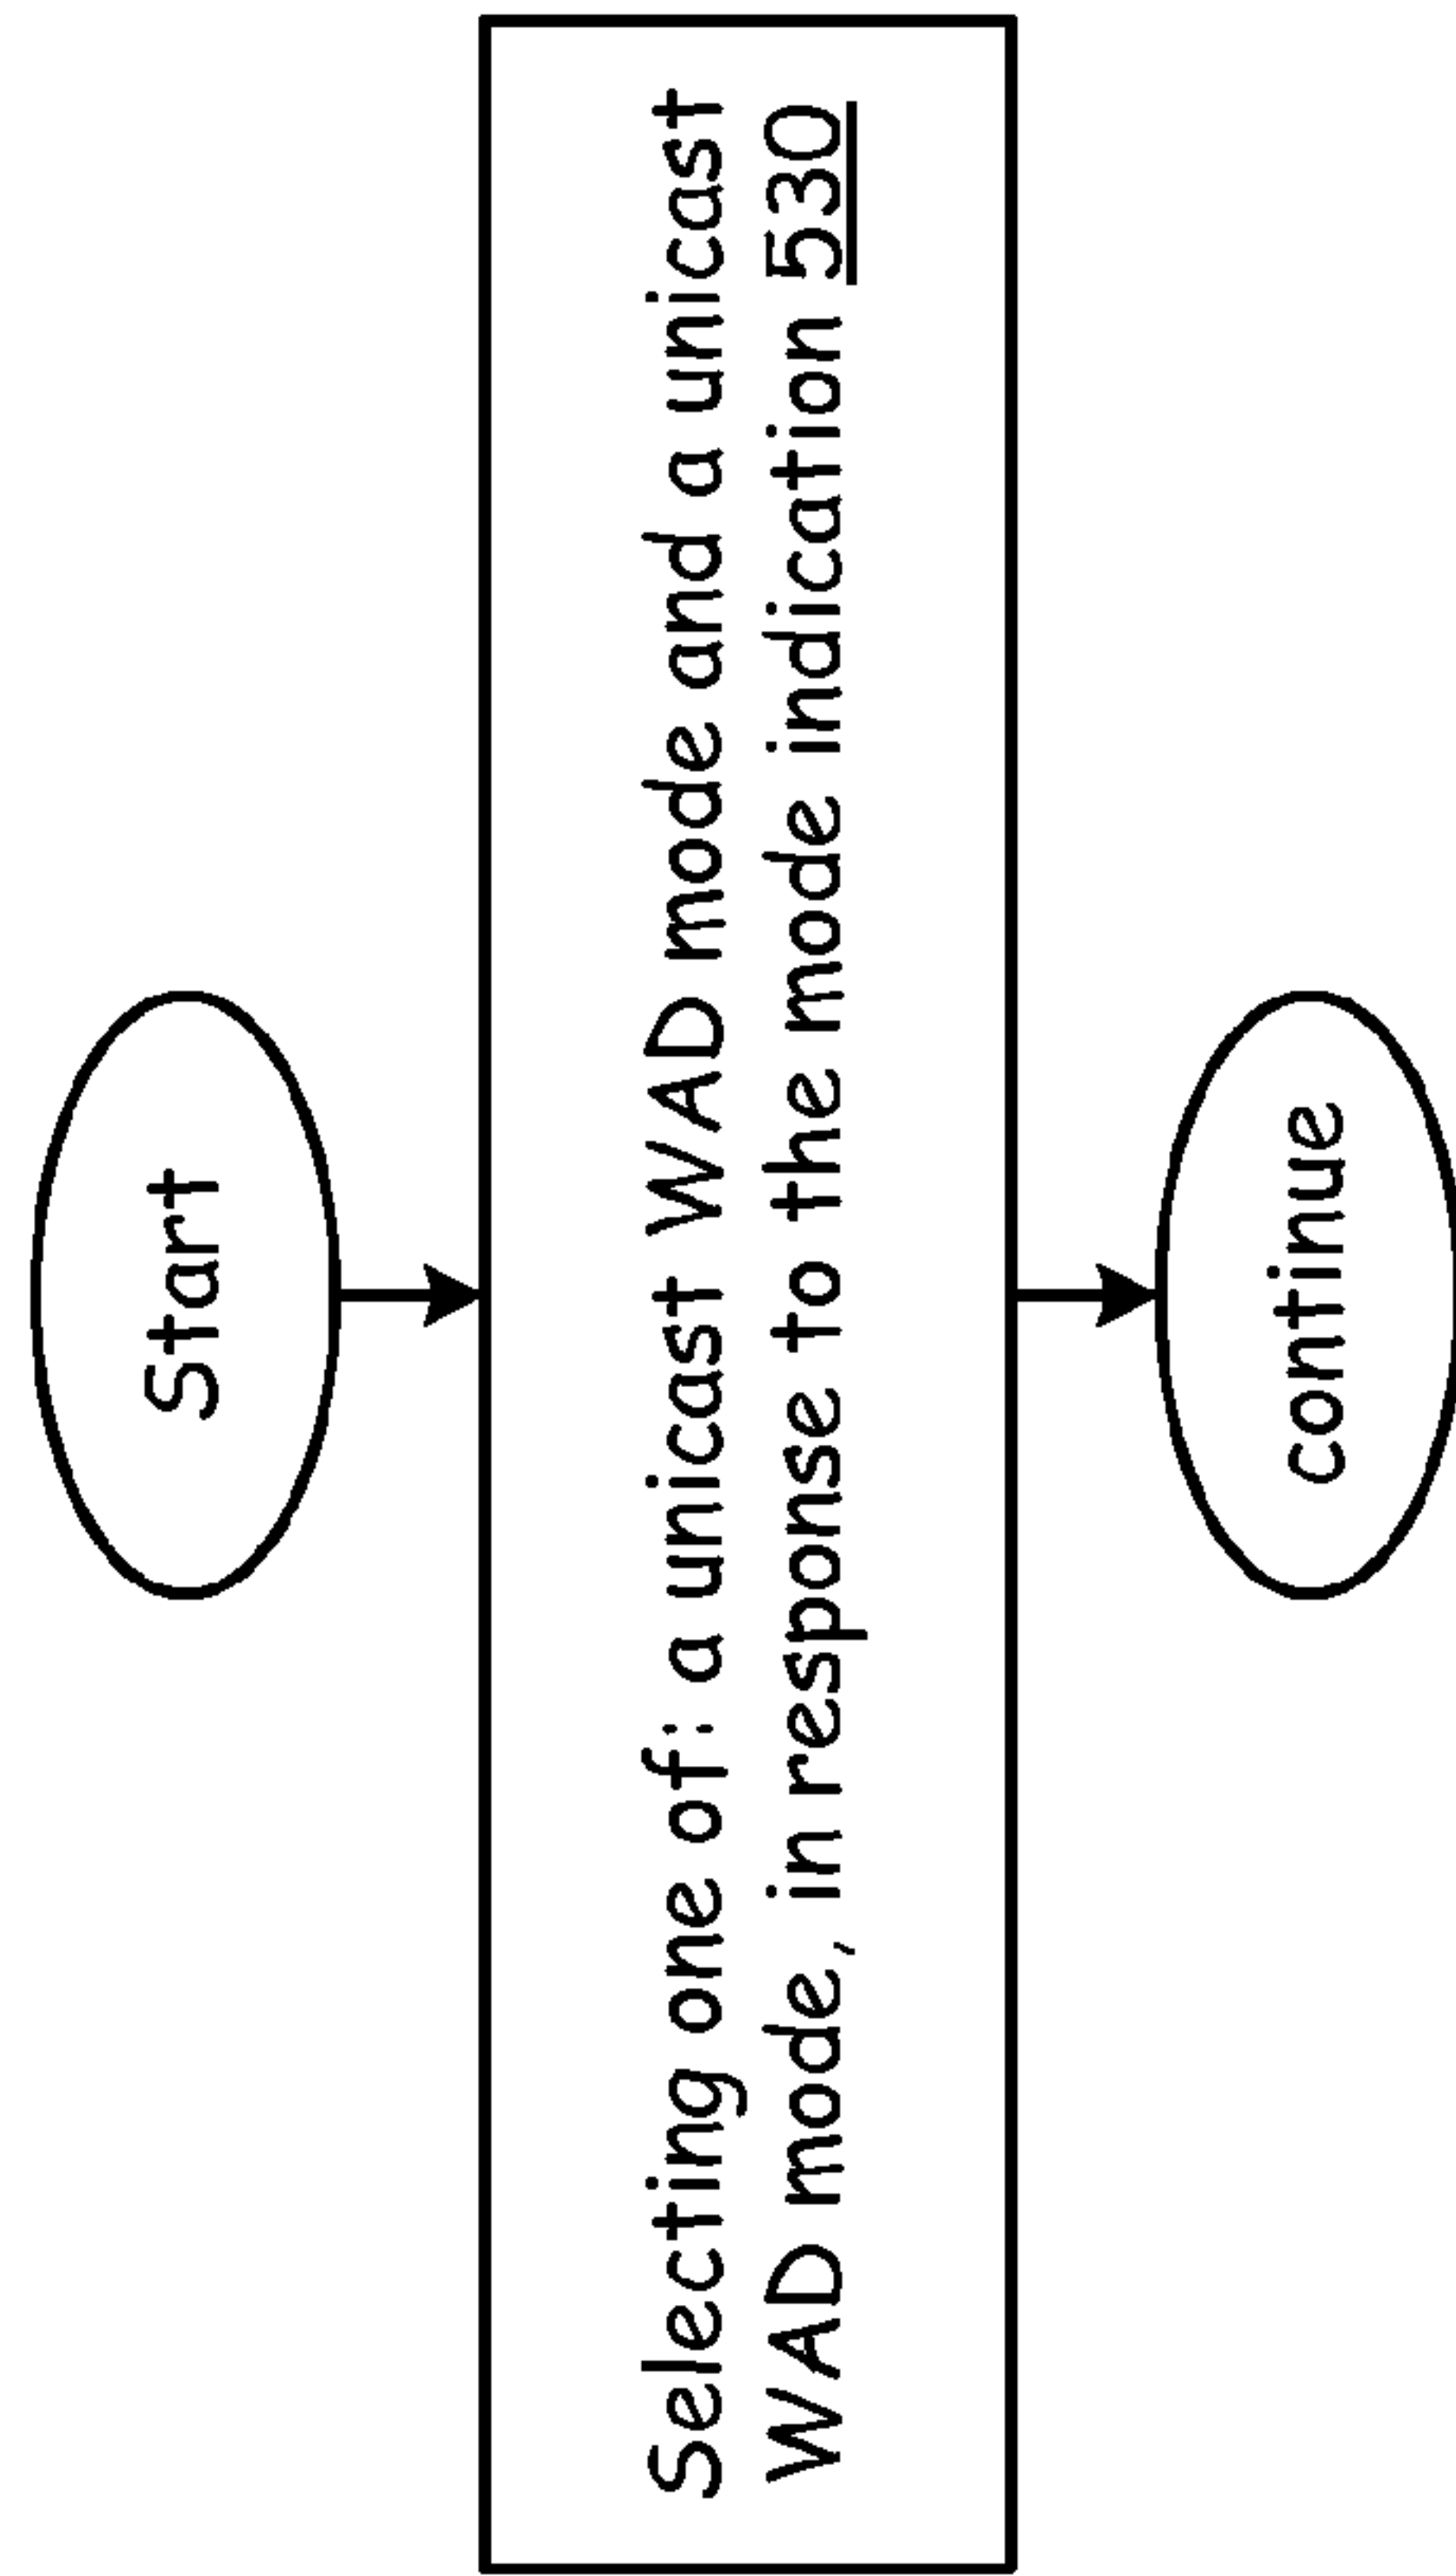 Start
Selecting one of: a unicast WAD mode and a unicast
WAD mode, in response to the mode indication 530
continue